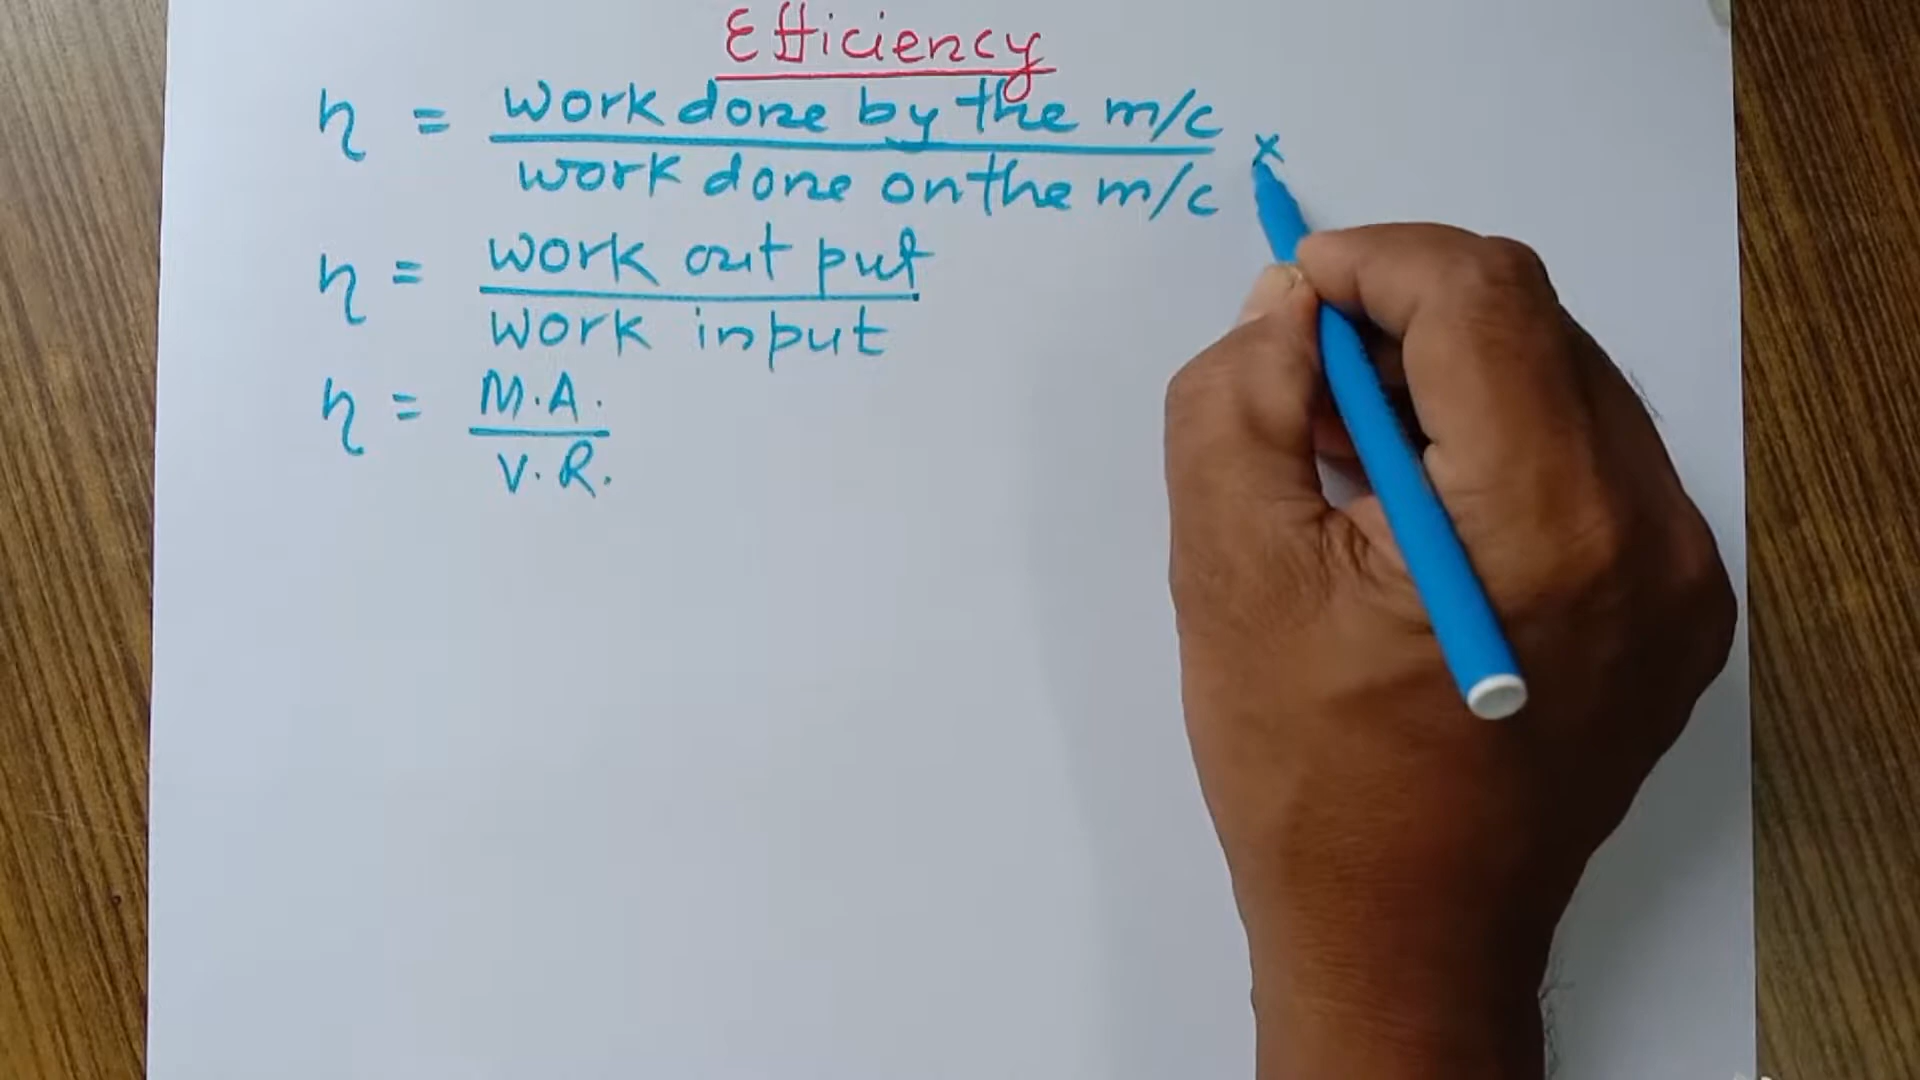 Efficiency
η = work done by the m/c / work done on the m/c ×
η = work out put / work input
η = M.A. / V.R.